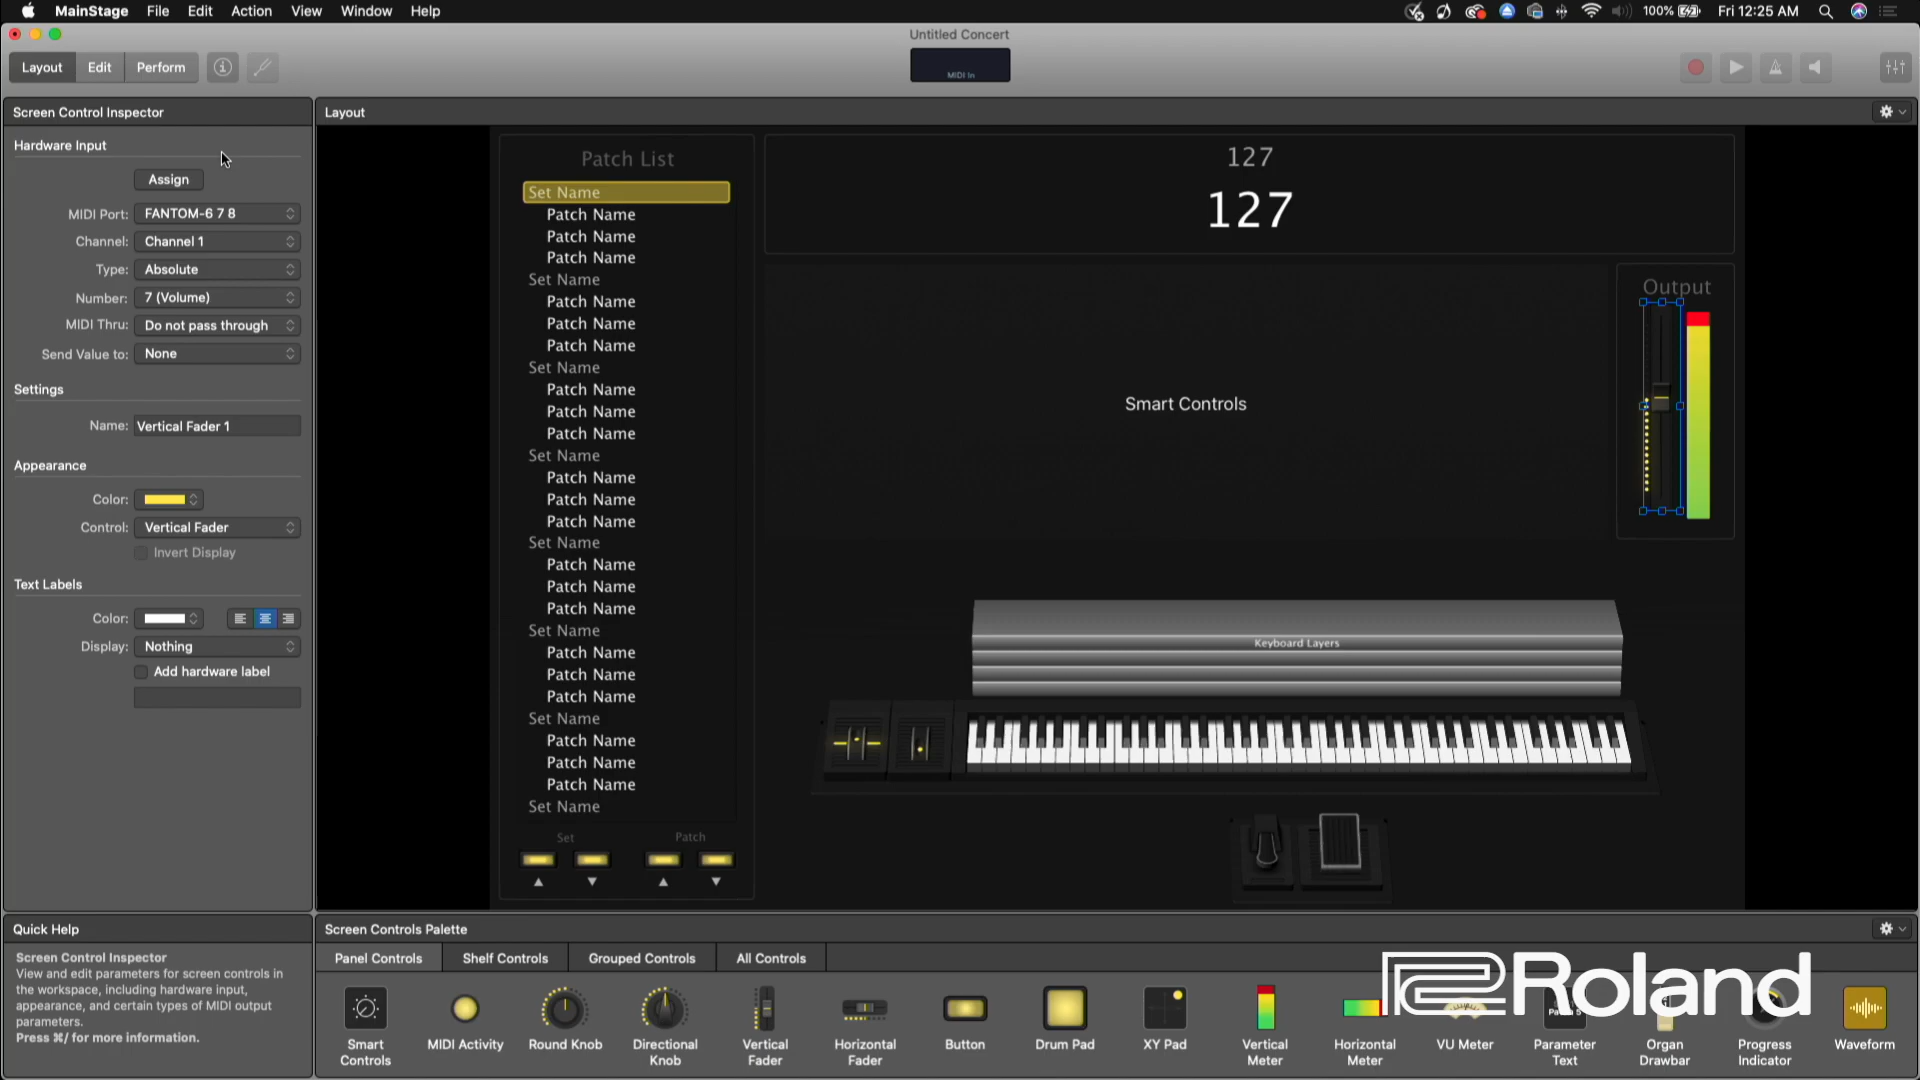 MainStage File Edit Action View Window Help
100% Fri 12:25 AM
Untitled Concert
Layout Edit Perform
MIDI In
Screen Control Inspector
Layout
Hardware Input
Assign
MIDI Port: FANTOM-6 7 8
Channel: Channel 1
Type: Absolute
Number: 7 (Volume)
MIDI Thru: Do not pass through
Send Value to: None
Settings
Name: Vertical Fader 1
Appearance
Color:
Control: Vertical Fader
Invert Display
Text Labels
Color:
Display: Nothing
Add hardware label
Patch List
Set Name
Patch Name
Patch Name
Patch Name
Set Name
Patch Name
Patch Name
Patch Name
Set Name
Patch Name
Patch Name
Patch Name
Set Name
Patch Name
Patch Name
Patch Name
Set Name
Patch Name
Patch Name
Patch Name
Set Name
Patch Name
Patch Name
Patch Name
Set Name
Patch Name
Patch Name
Patch Name
Set Name
Set Patch
127
127
Smart Controls
Output
Keyboard Layers
Quick Help
Screen Control Inspector
View and edit parameters for screen controls in
the workspace, including hardware input,
appearance, and certain types of MIDI output
parameters.
Press ⌘/ for more information.
Screen Controls Palette
Panel Controls Shelf Controls Grouped Controls All Controls
Smart
Controls
MIDI Activity
Round Knob
Directional
Knob
Vertical
Fader
Horizontal
Fader
Button
Drum Pad
XY Pad
Vertical
Meter
Horizontal
Meter
VU Meter
Parameter
Text
Organ
Drawbar
Progress
Indicator
Waveform
Roland